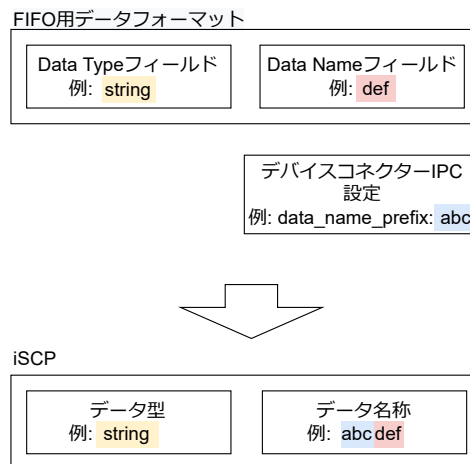 FIFO用データフォーマット
Data Typeフィールド
例: string
Data Nameフィールド
例: def
デバイスコネクターIPC
設定
例: data_name_prefix: abc
iSCP
データ型
例: string
データ名称
例: abcdef